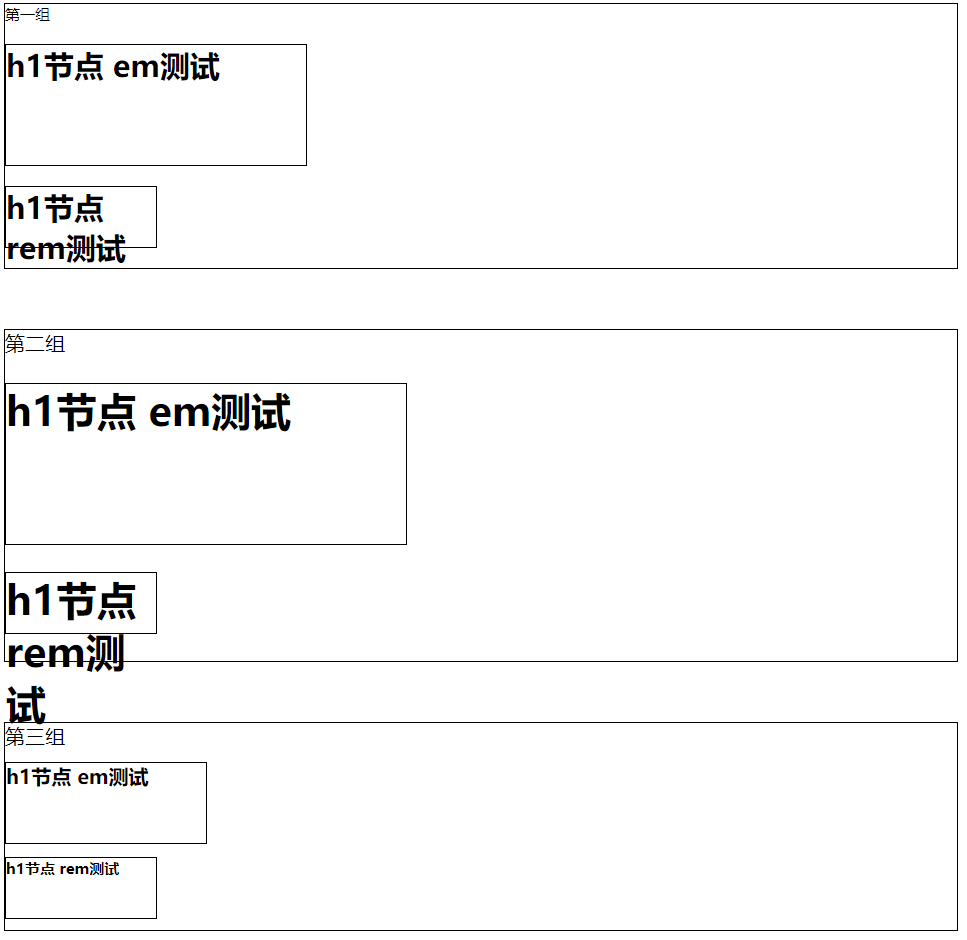 第一组
h1节点 em测试
h1节点
rem测试
第二组
h1节点 em测试
h1节点
rem测
试
第三组
h1节点 em测试
h1节点 rem测试